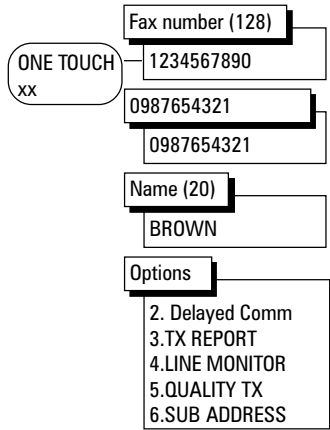 Fax number (128)
ONE TOUCH
xx
1234567890
0987654321
0987654321
Name (20)
BROWN
Options
2. Delayed Comm
3.TX REPORT
4.LINE MONITOR
5.QUALITY TX
6.SUB ADDRESS